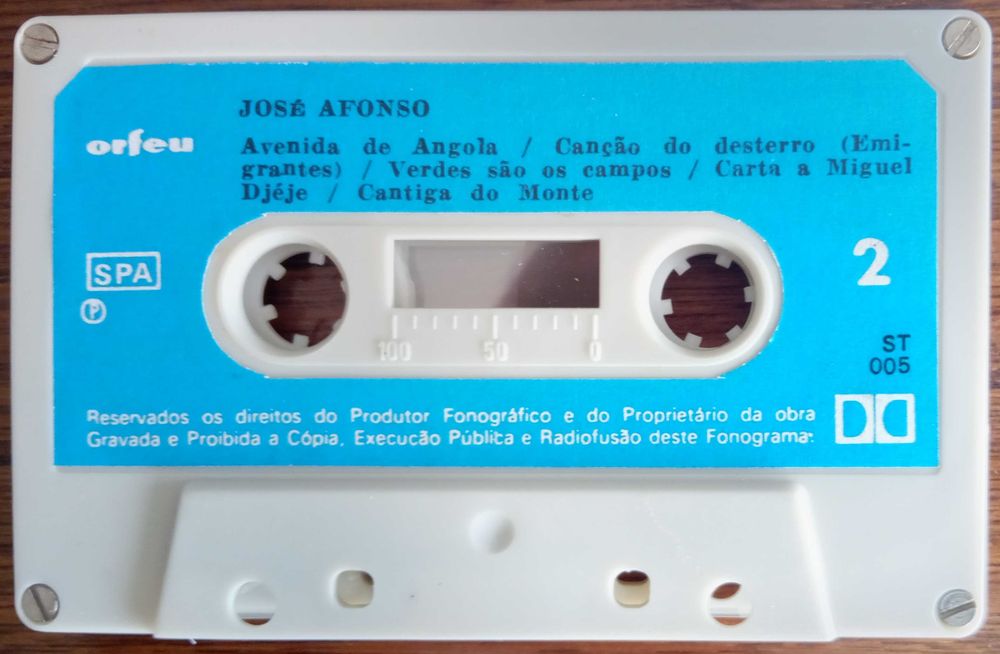 JOSÉ AFONSO
orfeu
Avenida de Angola / Canção do desterro (Emi-
grantes) / Verdes são os campos / Carta a Miguel
Djéje / Cantiga do Monte
SPA
P
2
100 50 0
ST
005
Reservados os direitos do Produtor Fonográfico e do Proprietário da obra
Gravada e Proibida a Cópia, Execucão Pública e Radiofusão deste Fonograma.